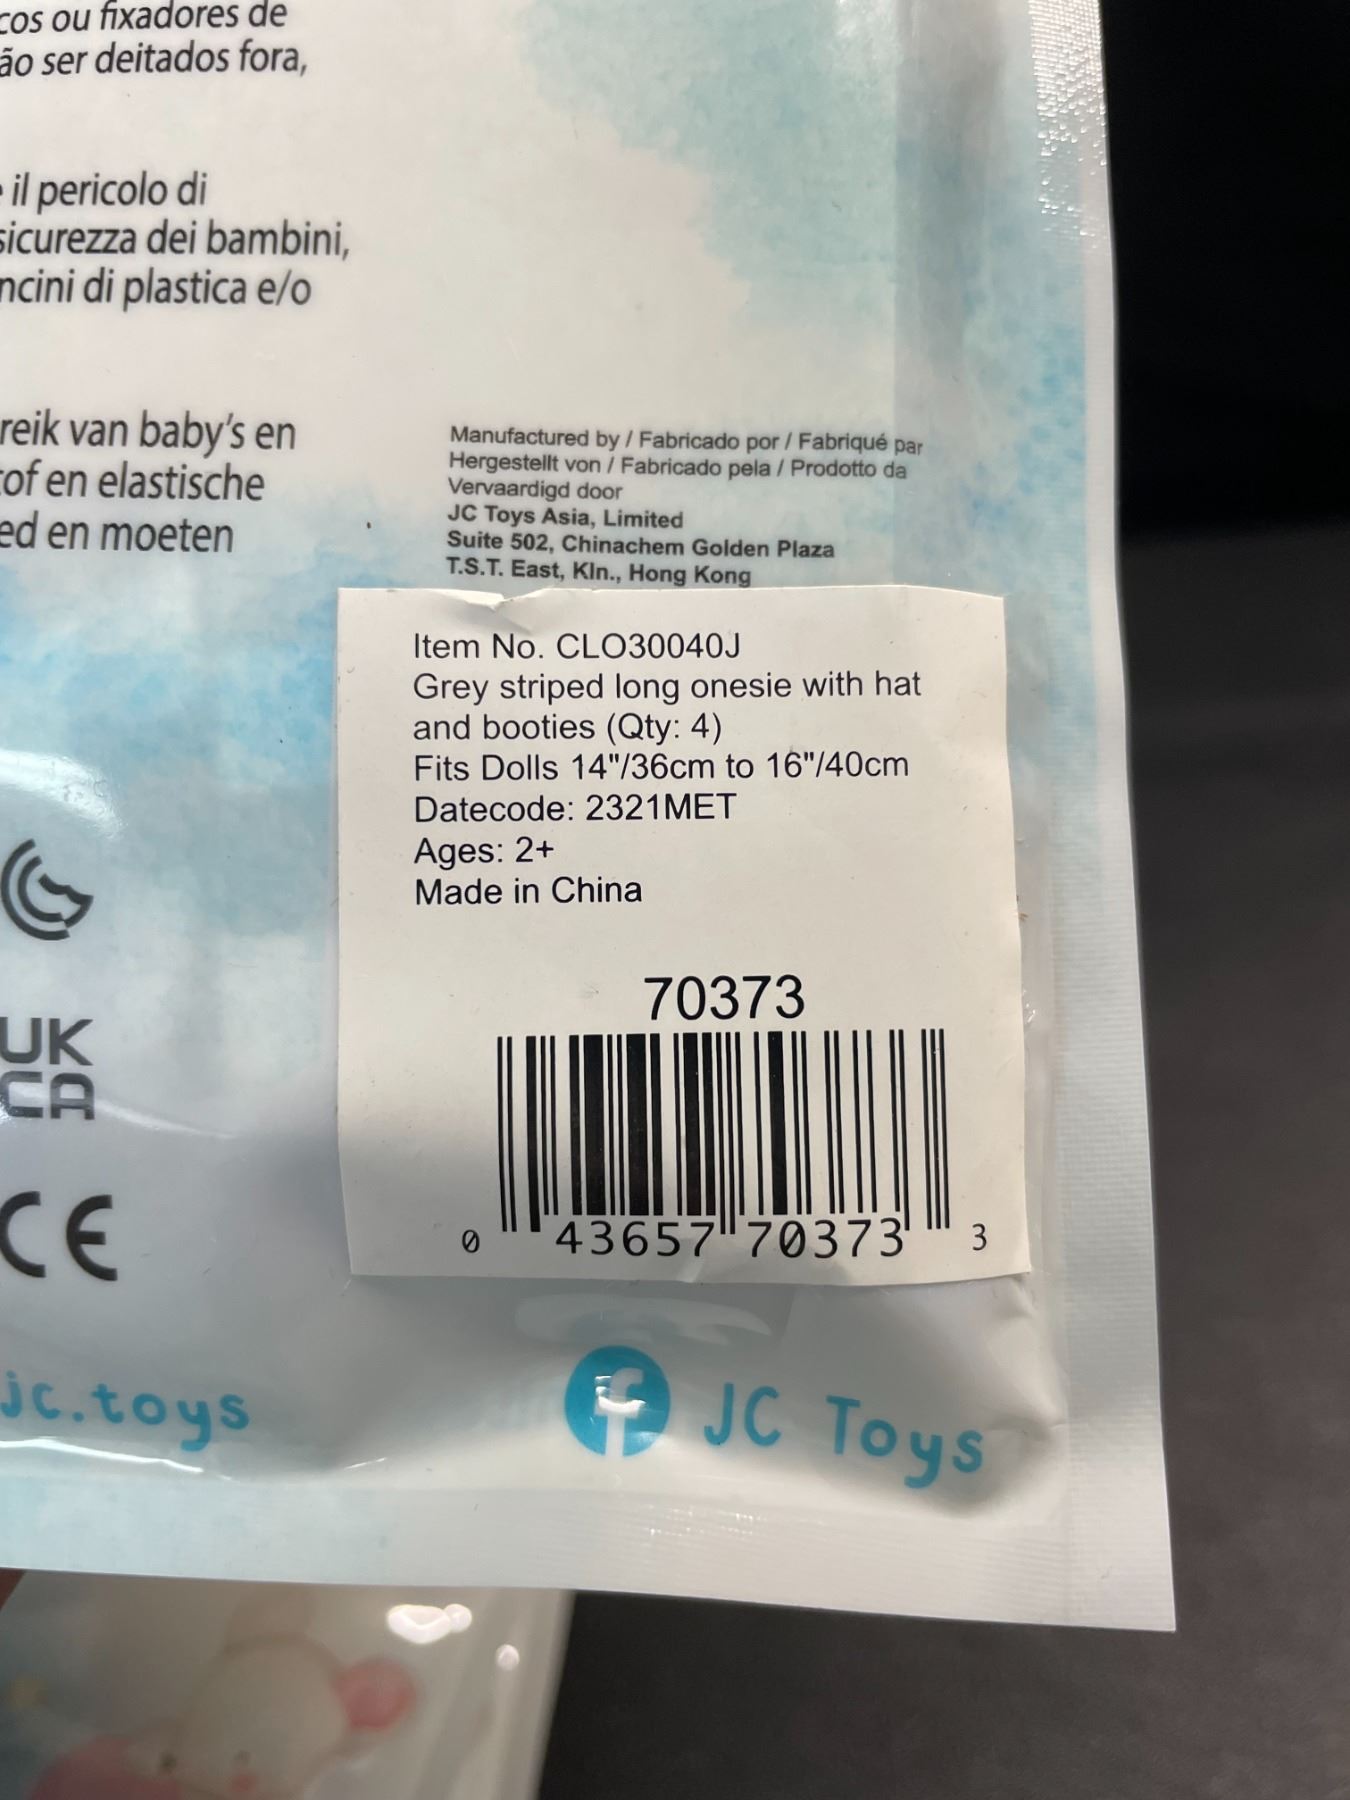 cos ou fixadores de
ão ser deitados fora,
il pericolo di
sicurezza dei bambini,
ncini di plastica e/o
reik van baby's en
tof en elastische
ed en moeten
Manufactured by / Fabricado por / Fabriqué par
Hergestellt von / Fabricado pela / Prodotto da
Vervaardigd door
JC Toys Asia, Limited
Suite 502, Chinachem Golden Plaza
T.S.T. East, Kln., Hong Kong
Item No. CLO30040J
Grey striped long onesie with hat
and booties (Qty: 4)
Fits Dolls 14"/36cm to 16"/40cm
Datecode: 2321MET
Ages: 2+
Made in China
70373
0 43657 70373 3
UK
CA
CE
jc.toys
f JC Toys